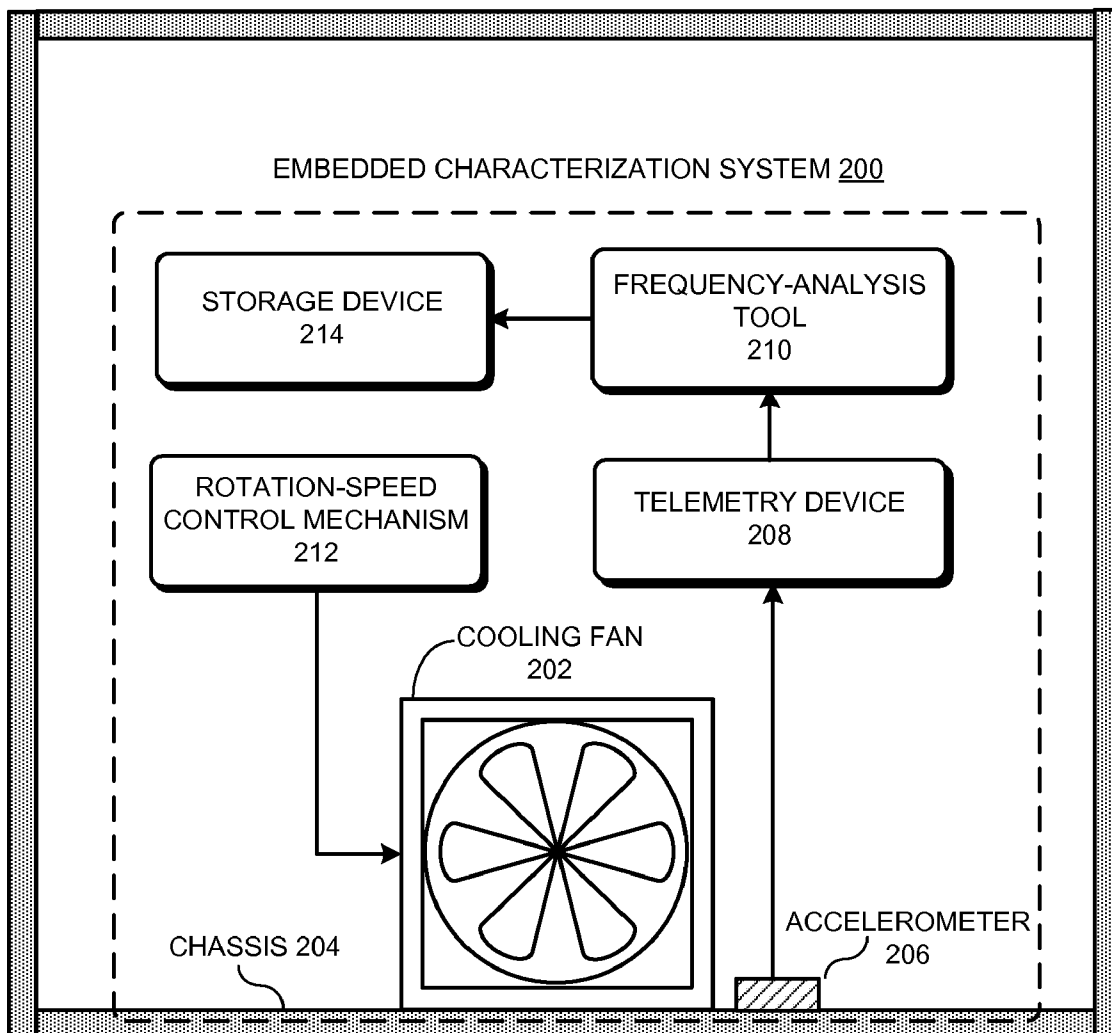 EMBEDDED CHARACTERIZATION SYSTEM 200
STORAGE DEVICE
214
FREQUENCY-ANALYSIS
TOOL
210
ROTATION-SPEED
CONTROL MECHANISM
212
TELEMETRY DEVICE
208
COOLING FAN
202
CHASSIS 204
ACCELEROMETER
206